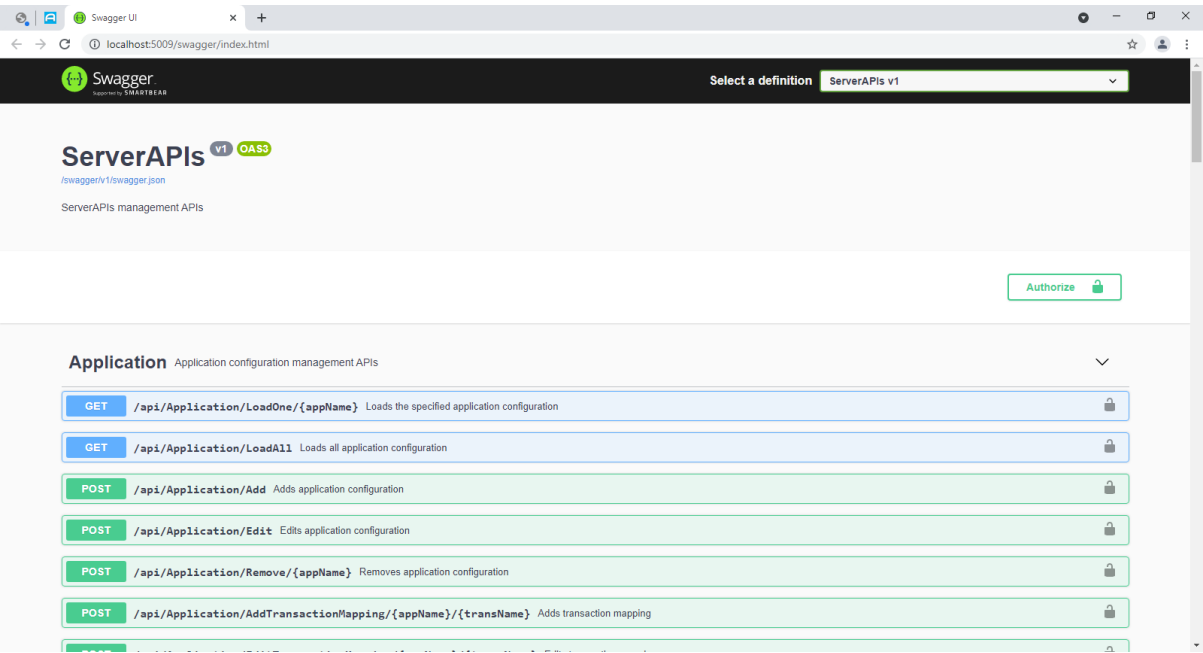 Swagger UI
localhost:5009/swagger/index.html
Swagger
Supported by SMARTBEAR
Select a definition
ServerAPIs v1
ServerAPIs v1 OAS3
/swagger/v1/swagger.json
ServerAPIs management APIs
Authorize
Application Application configuration management APIs
GET /api/Application/LoadOne/{appName} Loads the specified application configuration
GET /api/Application/LoadAll Loads all application configuration
POST /api/Application/Add Adds application configuration
POST /api/Application/Edit Edits application configuration
POST /api/Application/Remove/{appName} Removes application configuration
POST /api/Application/AddTransactionMapping/{appName}/{transName} Adds transaction mapping